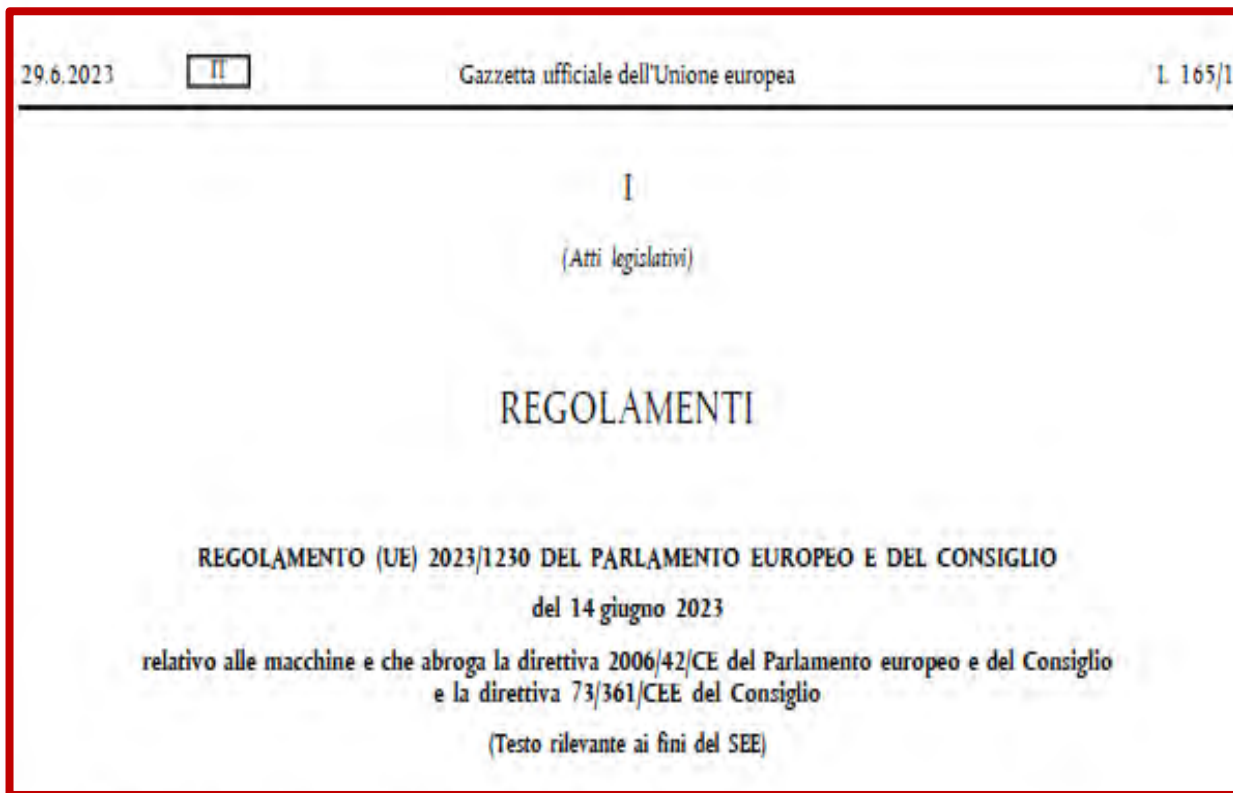 29.6.2023 IT Gazzetta ufficiale dell'Unione europea L 165/1
I
(Atti legislativi)
REGOLAMENTI
REGOLAMENTO (UE) 2023/1230 DEL PARLAMENTO EUROPEO E DEL CONSIGLIO
del 14 giugno 2023
relativo alle macchine e che abroga la direttiva 2006/42/CE del Parlamento europeo e del Consiglio
e la direttiva 73/361/CEE del Consiglio
(Testo rilevante ai fini del SEE)